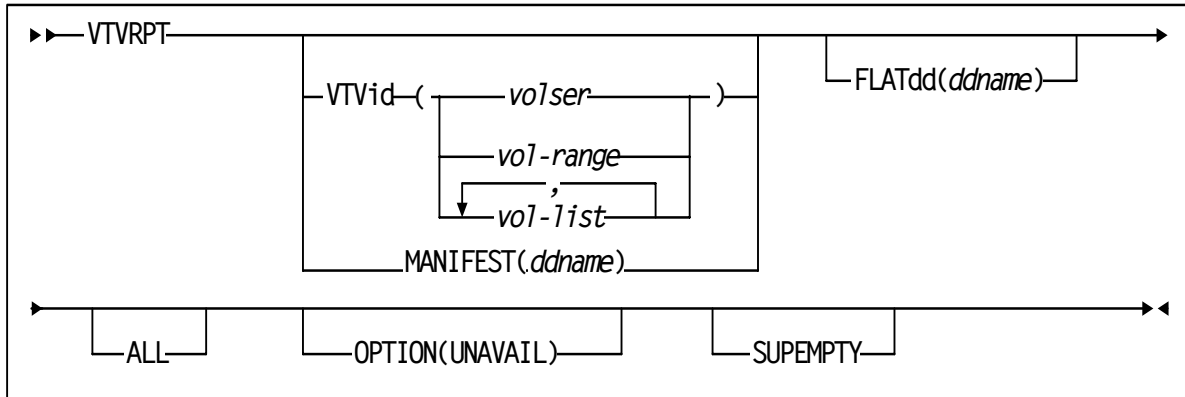 VTVRPT
VTVid ( volser )
FLATdd(ddname)
vol-range
,
vol-list
MANIFEST(ddname)
ALL
OPTION(UNAVAIL)
SUPEMPTY